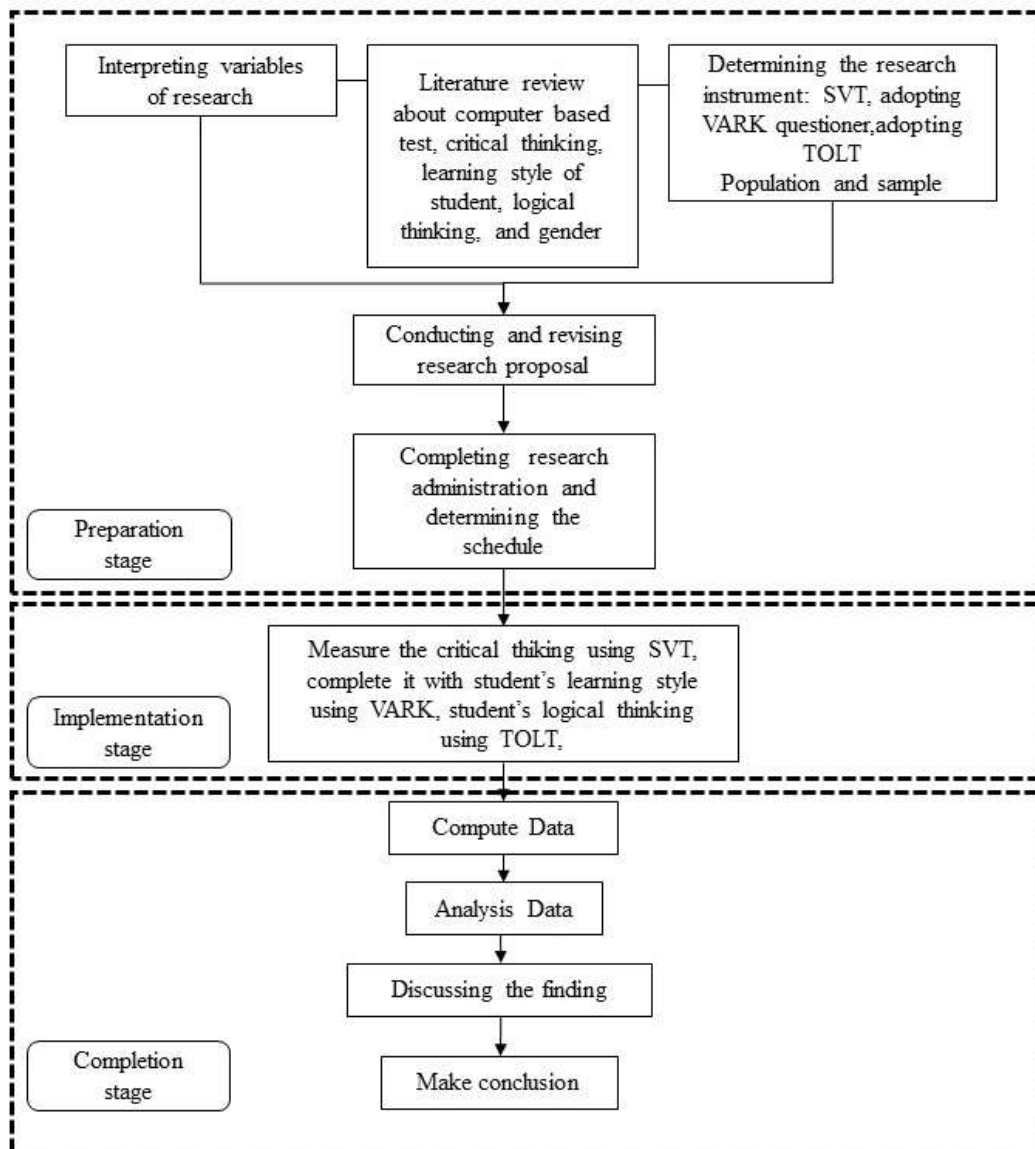 Interpreting variables
of research
Literature review
about computer based
test, critical thinking,
learning style of
student, logical
thinking, and gender
Determining the research
instrument: SVT, adopting
VARK questioner,adopting
TOLT
Population and sample
Conducting and revising
research proposal
Completing research
administration and
determining the
schedule
Preparation
stage
Measure the critical thiking using SVT,
complete it with student’s learning style
using VARK, student’s logical thinking
using TOLT,
Implementation
stage
Compute Data
Analysis Data
Discussing the finding
Make conclusion
Completion
stage